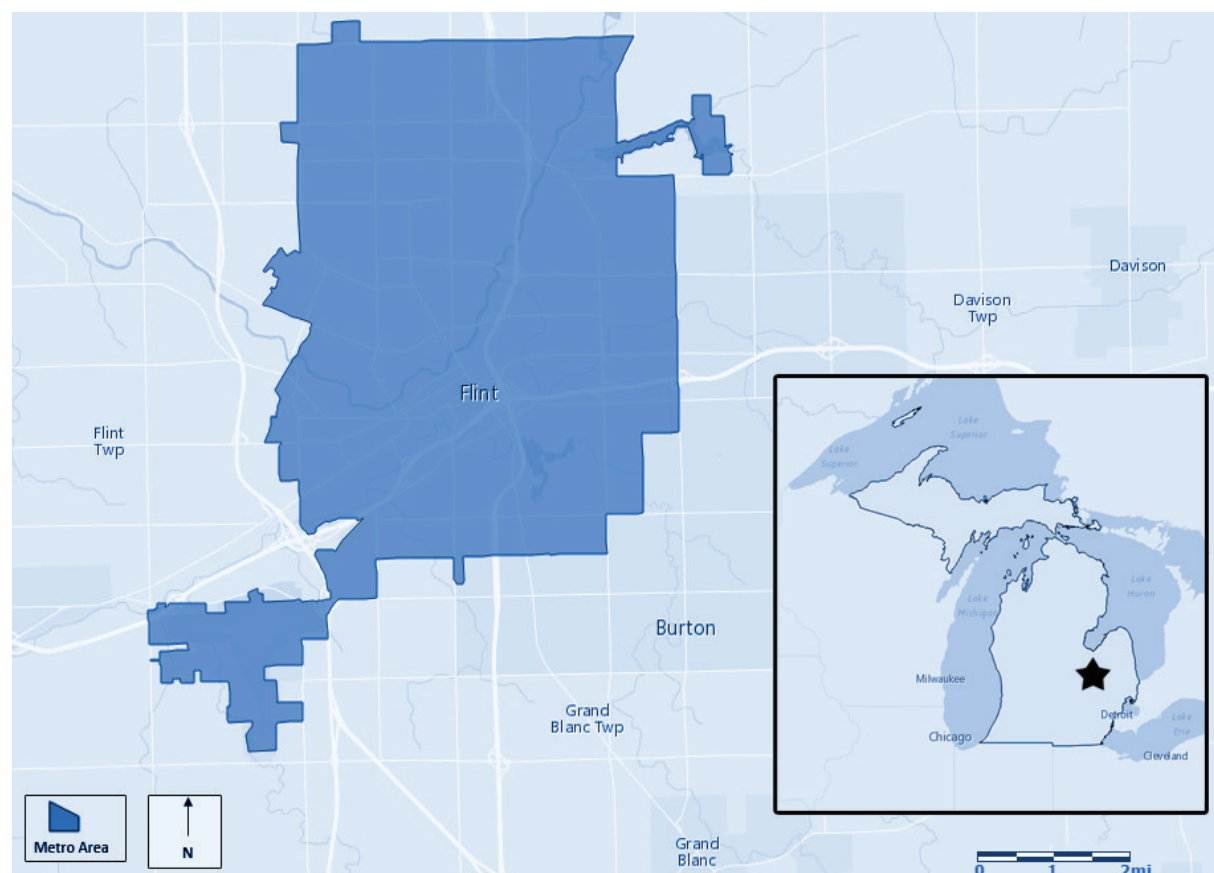 Davison
Davison
Twp
Flint
Flint
Twp
Lake
Superior
Lake
Superior
Lake
Huron
Lake
Michigan
Burton
Milwaukee
Grand
Blanc Twp
Detroit
Lake
Erie
Chicago
Cleveland
Metro Area
N
Grand
Blanc
0 1 2mi